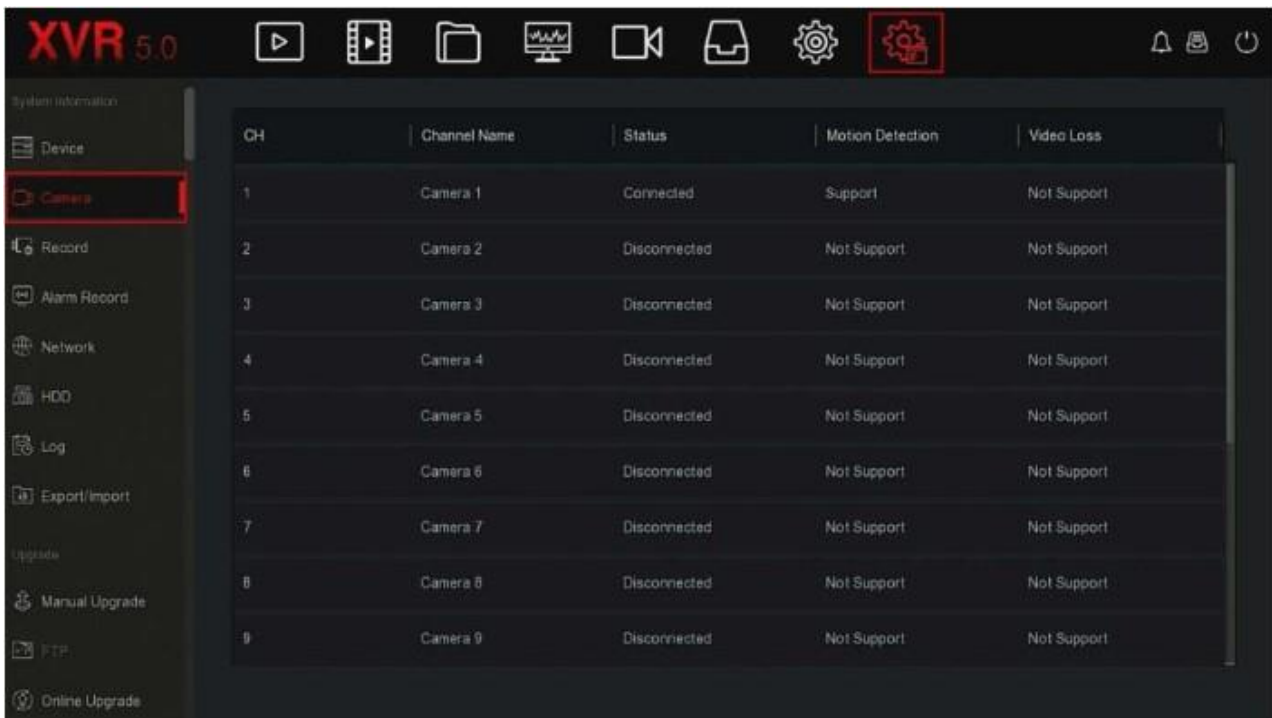 XVR 5.0
System Information
Device
Camera
Record
Alarm Record
Network
HDD
Log
Export/Import
Upgrade
Manual Upgrade
FTP
Online Upgrade
CH Channel Name Status Motion Detection Video Loss
1 Camera 1 Connected Support Not Support
2 Camera 2 Disconnected Not Support Not Support
3 Camera 3 Disconnected Not Support Not Support
4 Camera 4 Disconnected Not Support Not Support
5 Camera 5 Disconnected Not Support Not Support
6 Camera 6 Disconnected Not Support Not Support
7 Camera 7 Disconnected Not Support Not Support
8 Camera 8 Disconnected Not Support Not Support
9 Camera 9 Disconnected Not Support Not Support